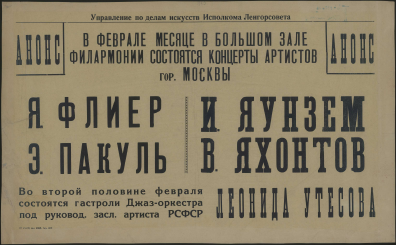 Управление по делам искусств Исполкома Ленгорсовета
АНОНС
В ФЕВРАЛЕ МЕСЯЦЕ В БОЛЬШОМ ЗАЛЕ
ФИЛАРМОНИИ СОСТОЯТСЯ КОНЦЕРТЫ АРТИСТОВ
ГОР. МОСКВЫ
АНОНС
Я. ФЛИЕР
Э. ПАКУЛЬ
И. ЯУНЗЕМ
В. ЯХОНТОВ
Во второй половине февраля
состоятся гастроли Джаз-оркестра
под руковод. засл. артиста РСФСР
ЛЕОНИДА УТЕСОВА